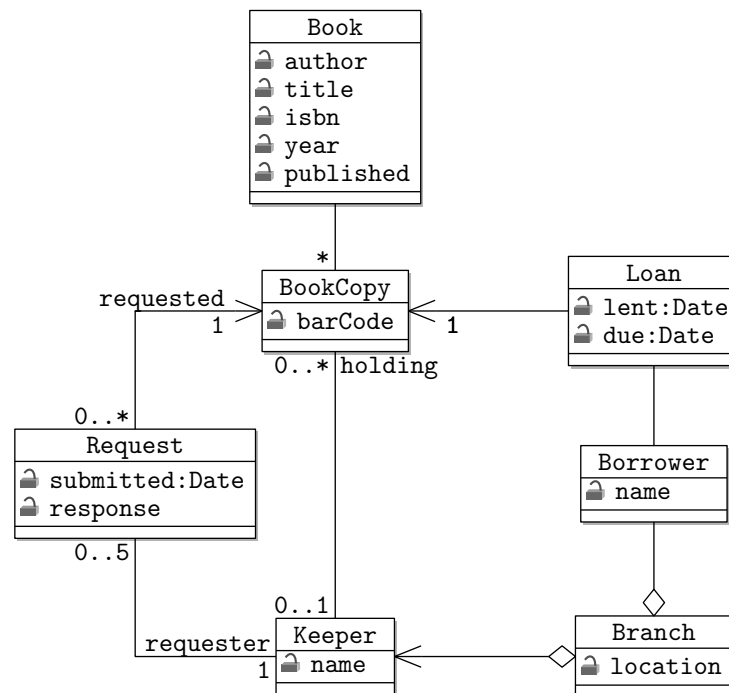 Book
author
title
isbn
year
published
*
requested
1
BookCopy
barCode
1
Loan
lent:Date
due:Date
0..*
holding
0..*
Request
submitted:Date
response
Borrower
name
0..5
0..1
requester
1
Keeper
name
Branch
location